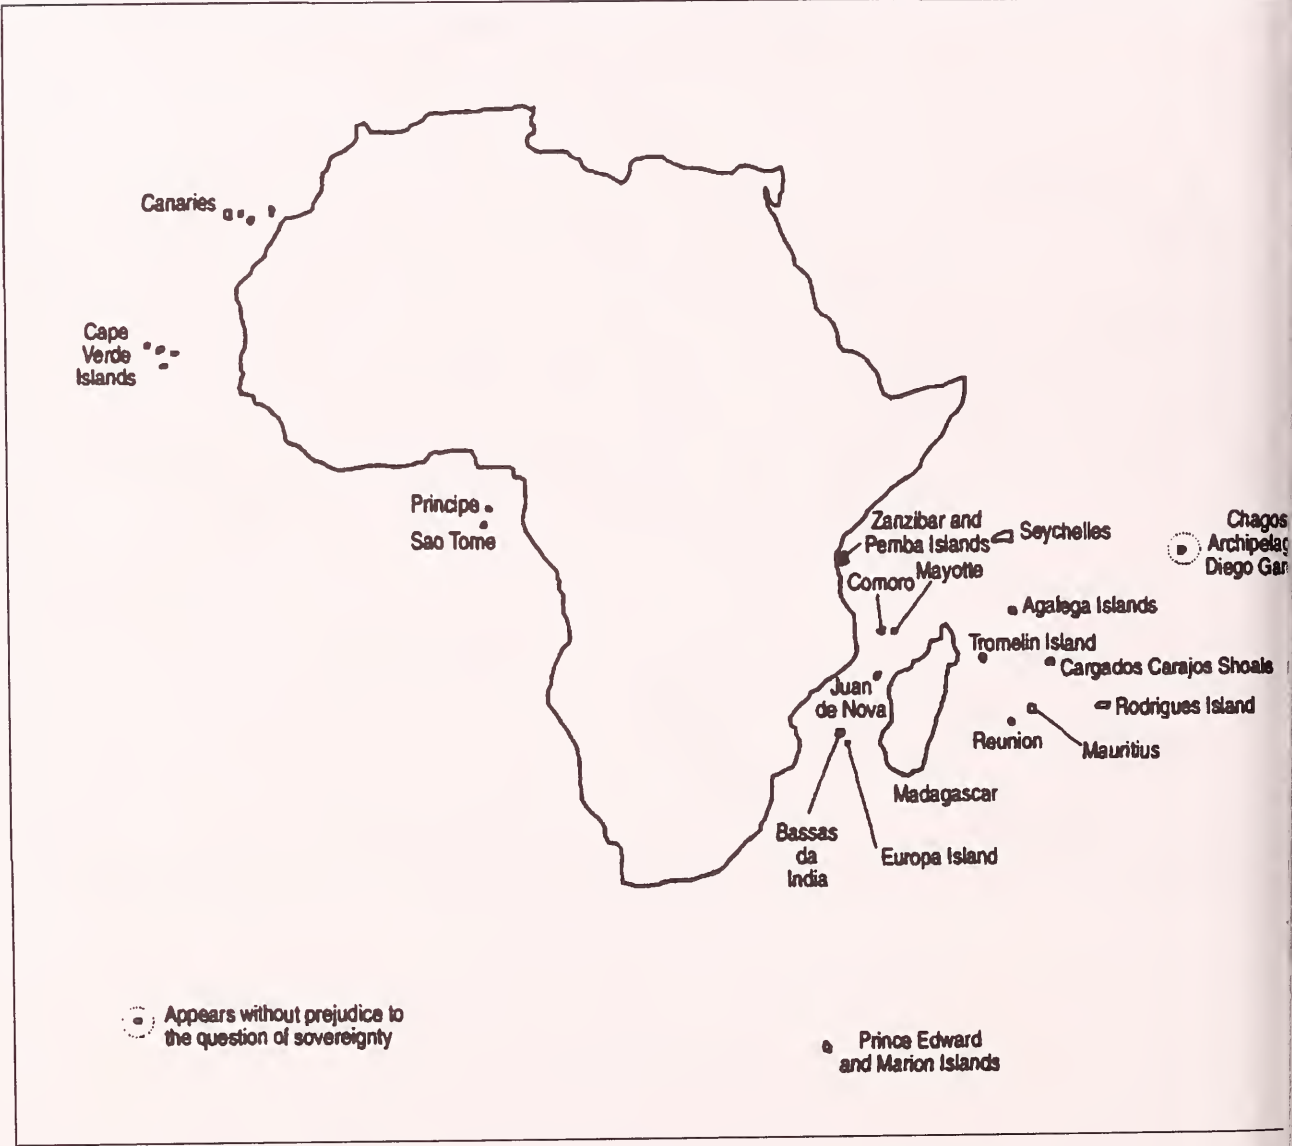 Canaries
Cape
Verde
Islands
Principe
Sao Tome
Zanzibar and
Pemba Islands
Seychelles
Chagos
Diego
Comoro
Mayotte
Agalega Islands
Tromelin Island
Cargados Carajos Shoals
Juan
de Nova
Rodrigues Island
Reunion
Mauritius
Madagascar
Bassas
da
India
Europa Island
Appears without prejudice to
the question of sovereignty
Prince Edward
and Marion Islands